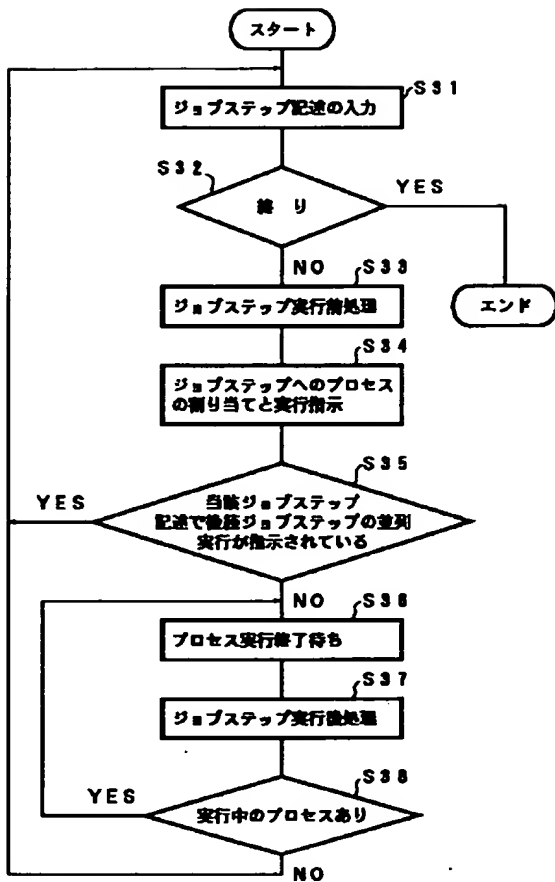 スタート
S31
ジョブステップ記述の入力
S32
終り
YES
NO
S33
ジョブステップ実行前処理
エンド
S34
ジョブステップへのプロセス
の割り当てと実行指示
S35
YES
当該ジョブステップ
記述で後続ジョブステップの並列
実行が指示されている
NO
S36
プロセス実行終了待ち
S37
ジョブステップ実行後処理
S38
YES
実行中のプロセスあり
NO